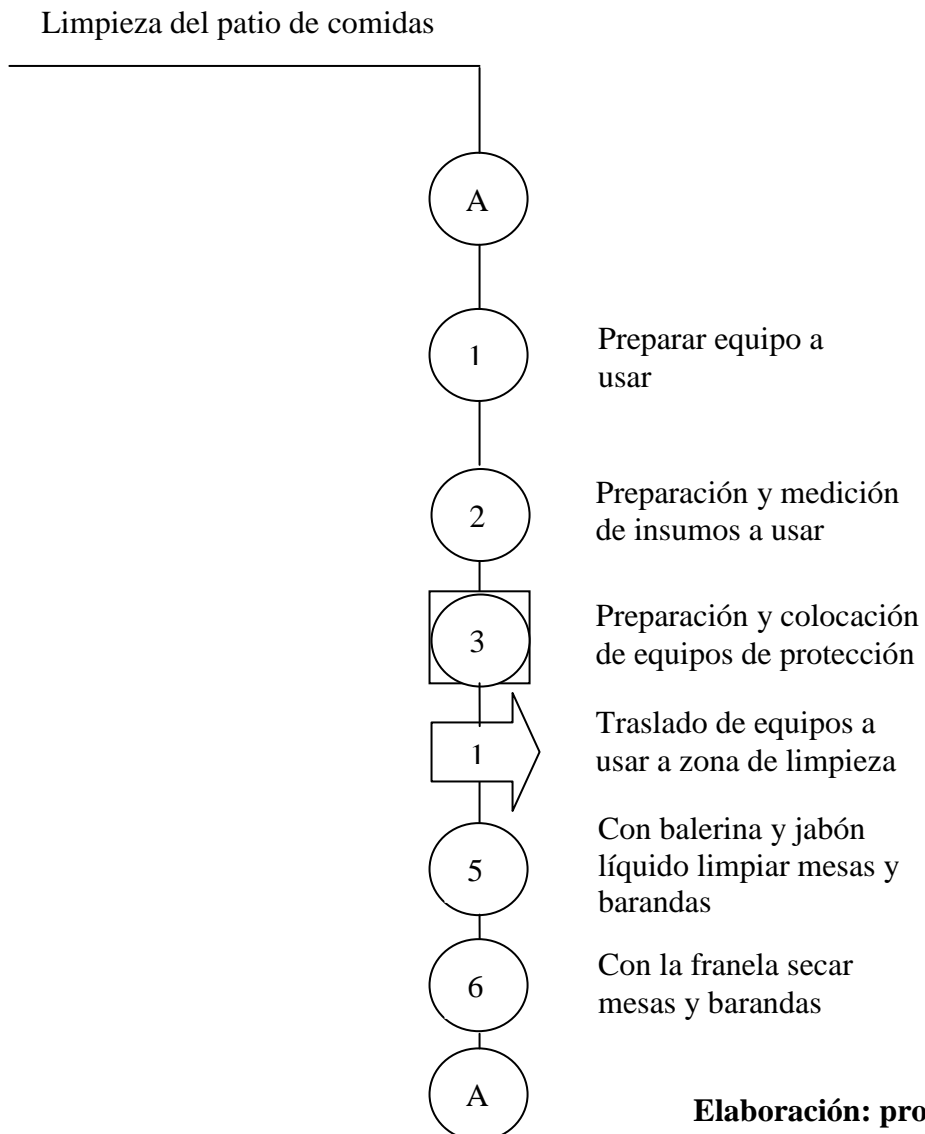 Limpieza del patio de comidas
A
1
Preparar equipo a
usar
2
Preparación y medición
de insumos a usar
3
Preparación y colocación
de equipos de protección
1
Traslado de equipos a
usar a zona de limpieza
5
Con balerina y jabón
líquido limpiar mesas y
barandas
6
Con la franela secar
mesas y barandas
A
Elaboración: pro